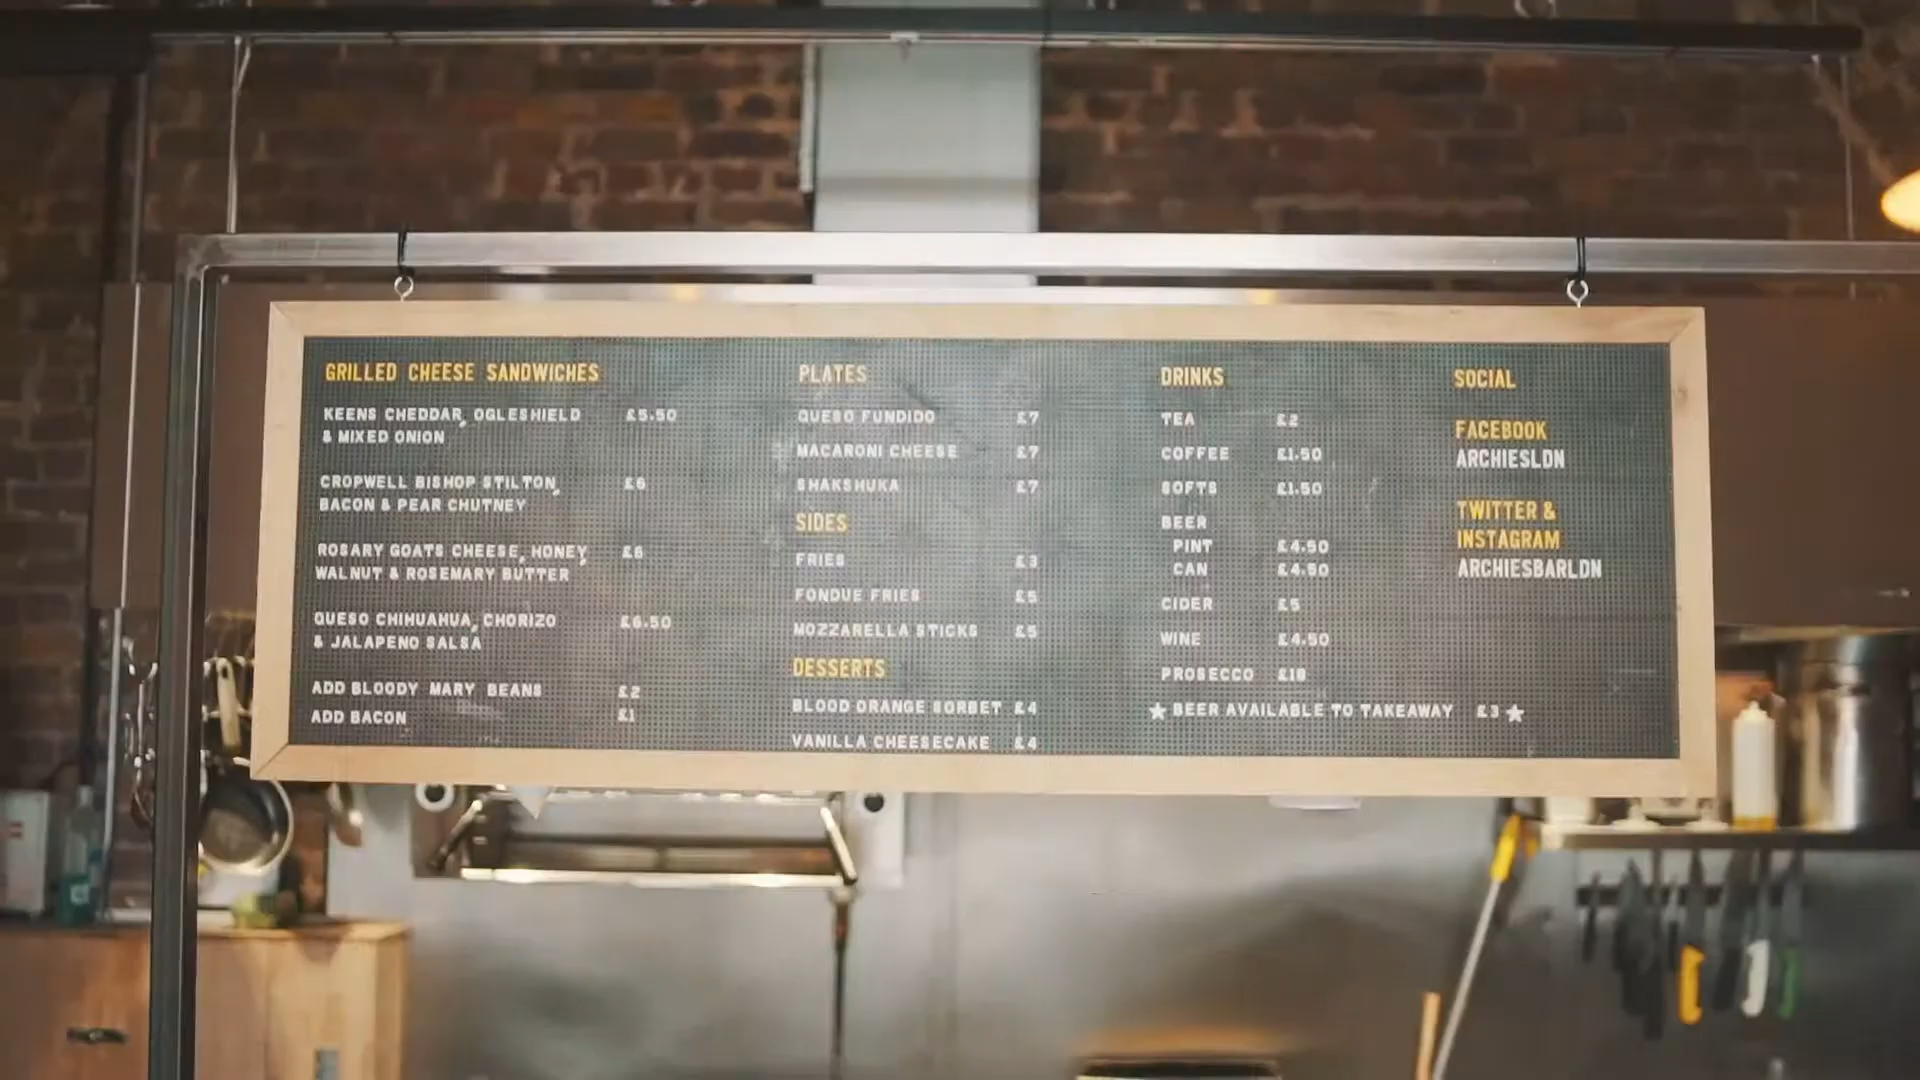 GRILLED CHEESE SANDWICHES
KEENS CHEDDAR, OGLESHIELD £5.50
& MIXED ONION
CROPWELL BISHOP STILTON, £6
BACON & PEAR CHUTNEY
ROSARY GOATS CHEESE, HONEY, £6
WALNUT & ROSEMARY BUTTER
QUESO CHIHUAHUA, CHORIZO £6.50
& JALAPENO SALSA
ADD BLOODY MARY BEANS £2
ADD BACON £1
PLATES
QUESO FUNDIDO £7
MACARONI CHEESE £7
SHAKSHUKA £7
SIDES
FRIES £3
FONDUE FRIES £5
MOZZARELLA STICKS £5
DESSERTS
BLOOD ORANGE SORBET £4
VANILLA CHEESECAKE £4
DRINKS
TEA £2
COFFEE £1.50
SOFTS £1.50
BEER
PINT £4.50
CAN £4.50
CIDER £5
WINE £4.50
PROSECCO £18
★ BEER AVAILABLE TO TAKEAWAY £3 ★
SOCIAL
FACEBOOK
ARCHIESLDN
TWITTER &
INSTAGRAM
ARCHIESBARLDN